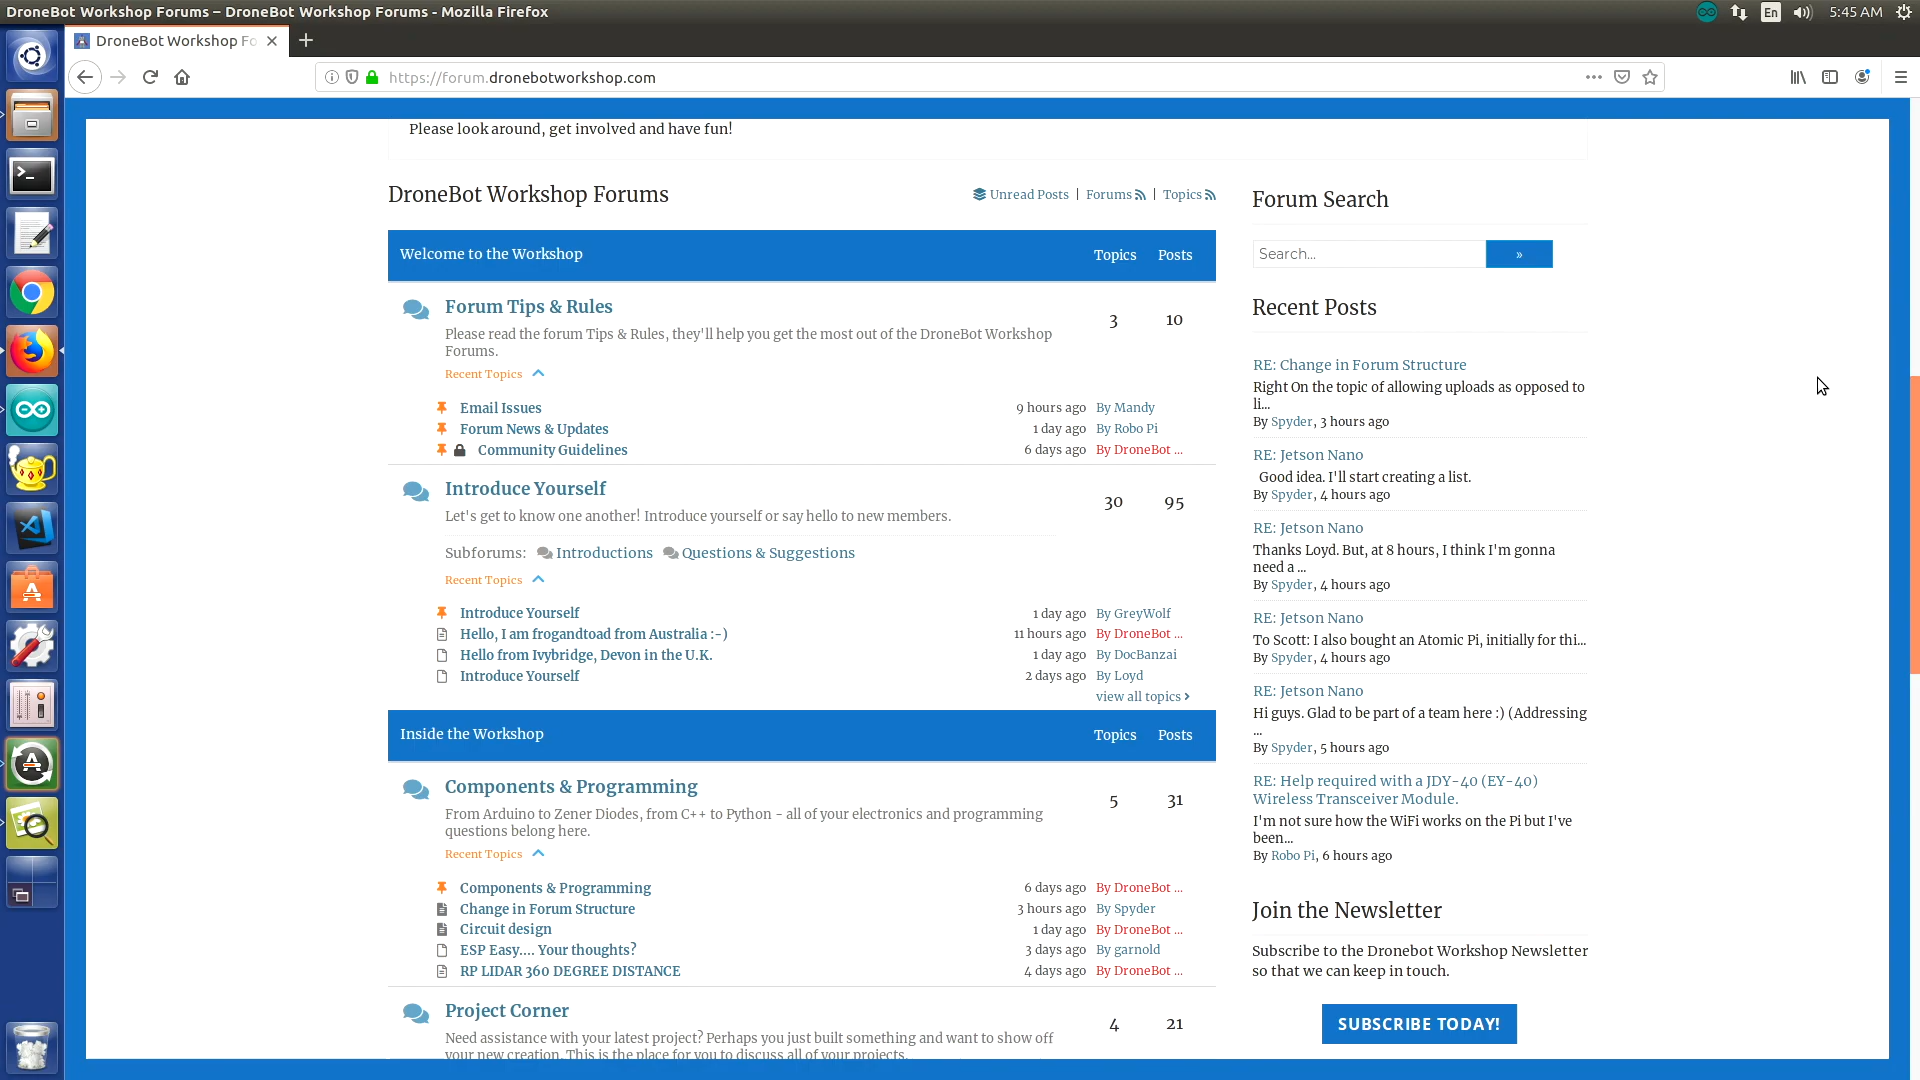 DroneBot Workshop Forums – DroneBot Workshop Forums - Mozilla Firefox
En
5:45 AM
DroneBot Workshop Fo
https://forum.dronebotworkshop.com
Please look around, get involved and have fun!
DroneBot Workshop Forums
Unread Posts | Forums | Topics
Welcome to the Workshop Topics Posts
Forum Tips & Rules
3 10
Please read the forum Tips & Rules, they'll help you get the most out of the DroneBot Workshop
Forums.
Recent Topics
Email Issues 9 hours ago By Mandy
Forum News & Updates 1 day ago By Robo Pi
Community Guidelines 6 days ago By DroneBot ...
Introduce Yourself
30 95
Let's get to know one another! Introduce yourself or say hello to new members.
Subforums: Introductions Questions & Suggestions
Recent Topics
Introduce Yourself 1 day ago By GreyWolf
Hello, I am frogandtoad from Australia :-) 11 hours ago By DroneBot ...
Hello from Ivybridge, Devon in the U.K. 1 day ago By DocBanzai
Introduce Yourself 2 days ago By Loyd
view all topics
Inside the Workshop Topics Posts
Components & Programming
5 31
From Arduino to Zener Diodes, from C++ to Python - all of your electronics and programming
questions belong here.
Recent Topics
Components & Programming 6 days ago By DroneBot ...
Change in Forum Structure 3 hours ago By Spyder
Circuit design 1 day ago By DroneBot ...
ESP Easy.... Your thoughts? 3 days ago By garnold
RP LIDAR 360 DEGREE DISTANCE 4 days ago By DroneBot ...
Project Corner
4 21
Need assistance with your latest project? Perhaps you just built something and want to show off
your new creation. This is the place for you to discuss all of your projects.
Forum Search
Search... »
Recent Posts
RE: Change in Forum Structure
Right On the topic of allowing uploads as opposed to
li...
By Spyder, 3 hours ago
RE: Jetson Nano
Good idea. I'll start creating a list.
By Spyder, 4 hours ago
RE: Jetson Nano
Thanks Loyd. But, at 8 hours, I think I'm gonna
need a ...
By Spyder, 4 hours ago
RE: Jetson Nano
To Scott: I also bought an Atomic Pi, initially for thi...
By Spyder, 4 hours ago
RE: Jetson Nano
Hi guys. Glad to be part of a team here :) (Addressing
...
By Spyder, 5 hours ago
RE: Help required with a JDY-40 (EY-40)
Wireless Transceiver Module.
I'm not sure how the WiFi works on the Pi but I've
been...
By Robo Pi, 6 hours ago
Join the Newsletter
Subscribe to the Dronebot Workshop Newsletter
so that we can keep in touch.
SUBSCRIBE TODAY!